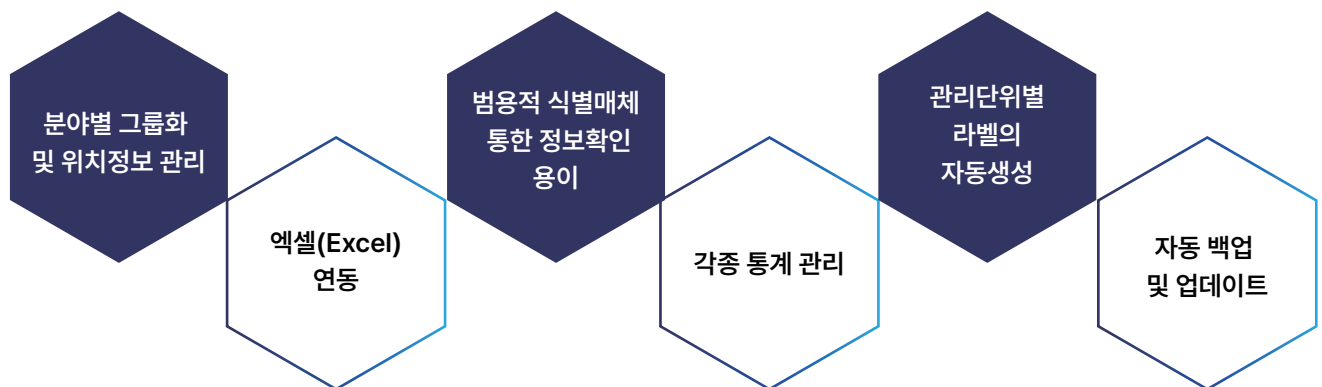 분야별 그룹화
및 위치정보 관리
엑셀(Excel)
연동
범용적 식별매체
통한 정보확인
용이
각종 통계 관리
관리단위별
라벨의
자동생성
자동 백업
및 업데이트